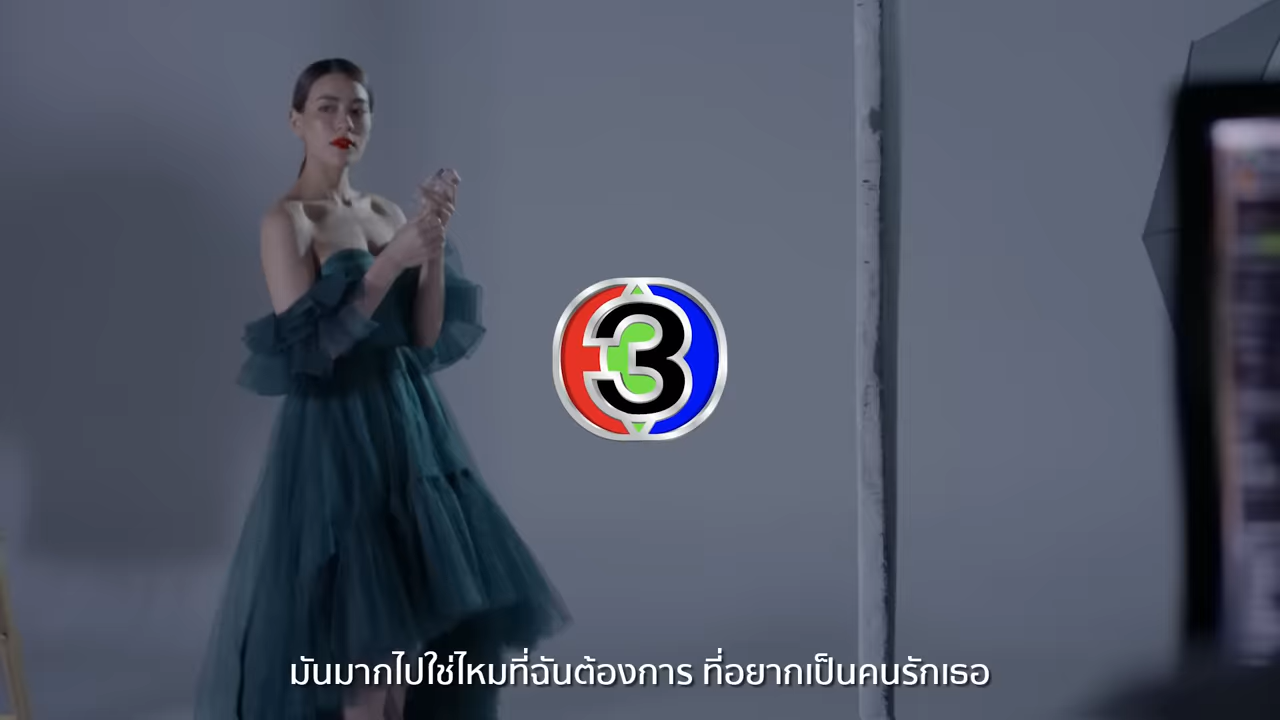 3
มันมากไปใช่ไหมที่ฉันต้องการ ที่อยากเป็นคนรักเธอ